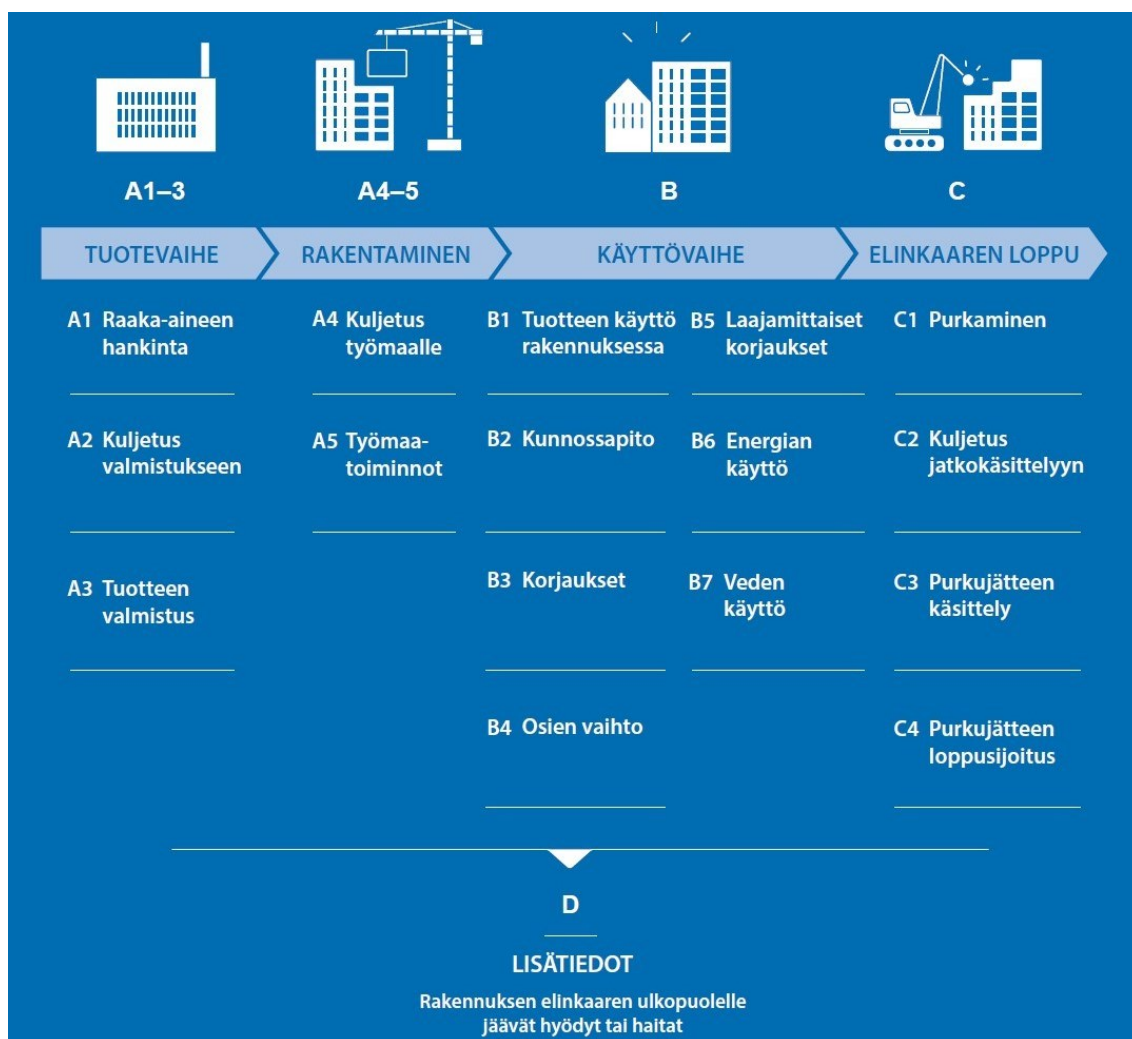 A1–3
A4–5
B
C
TUOTEVAIHE
RAKENTAMINEN
KÄYTTÖVAIHE
ELINKAAREN LOPPU
A1 Raaka-aineen
hankinta
A2 Kuljetus
valmistukseen
A3 Tuotteen
valmistus
A4 Kuljetus
työmaalle
A5 Työmaa-
toiminnot
B1 Tuotteen käyttö
rakennuksessa
B2 Kunnossapito
B3 Korjaukset
B4 Osien vaihto
B5 Laajamittaiset
korjaukset
B6 Energian
käyttö
B7 Veden
käyttö
C1 Purkaminen
C2 Kuljetus
jatkokäsittelyyn
C3 Purkujätteen
käsittely
C4 Purkujätteen
loppusijoitus
D
LISÄTIEDOT
Rakennuksen elinkaaren ulkopuolelle
jäävät hyödyt tai haitat